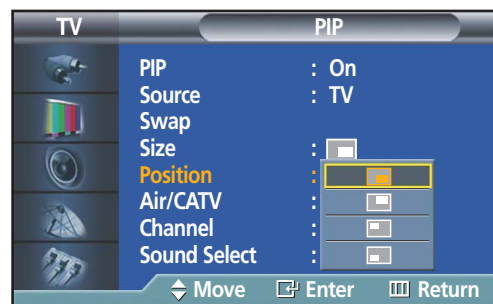 TV PIP
PIP : On
Source : TV
Swap
Size :
Position :
Air/CATV :
Channel :
Sound Select :
Move Enter Return